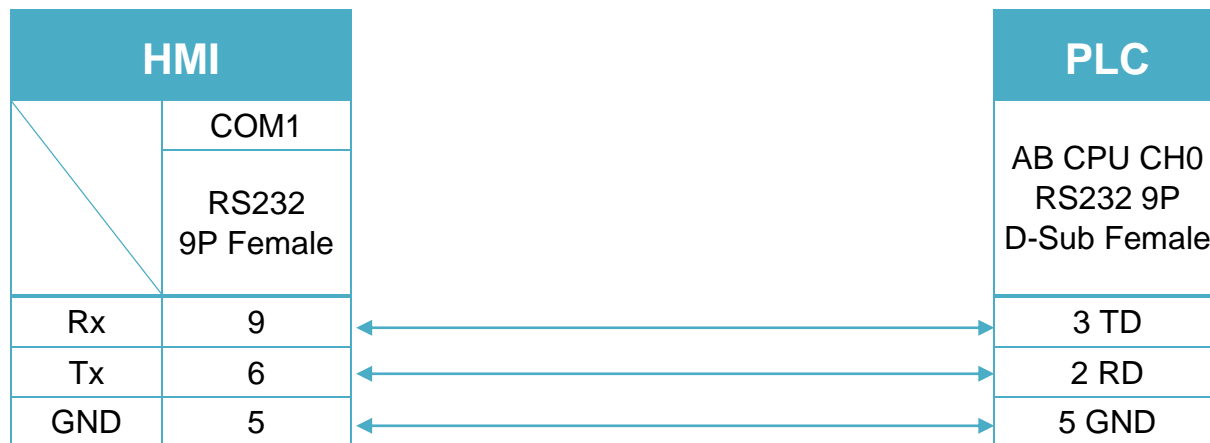 HMI
PLC
COM1
RS232
9P Female
AB CPU CH0
RS232 9P
D-Sub Female
Rx 9 3 TD
Tx 6 2 RD
GND 5 5 GND